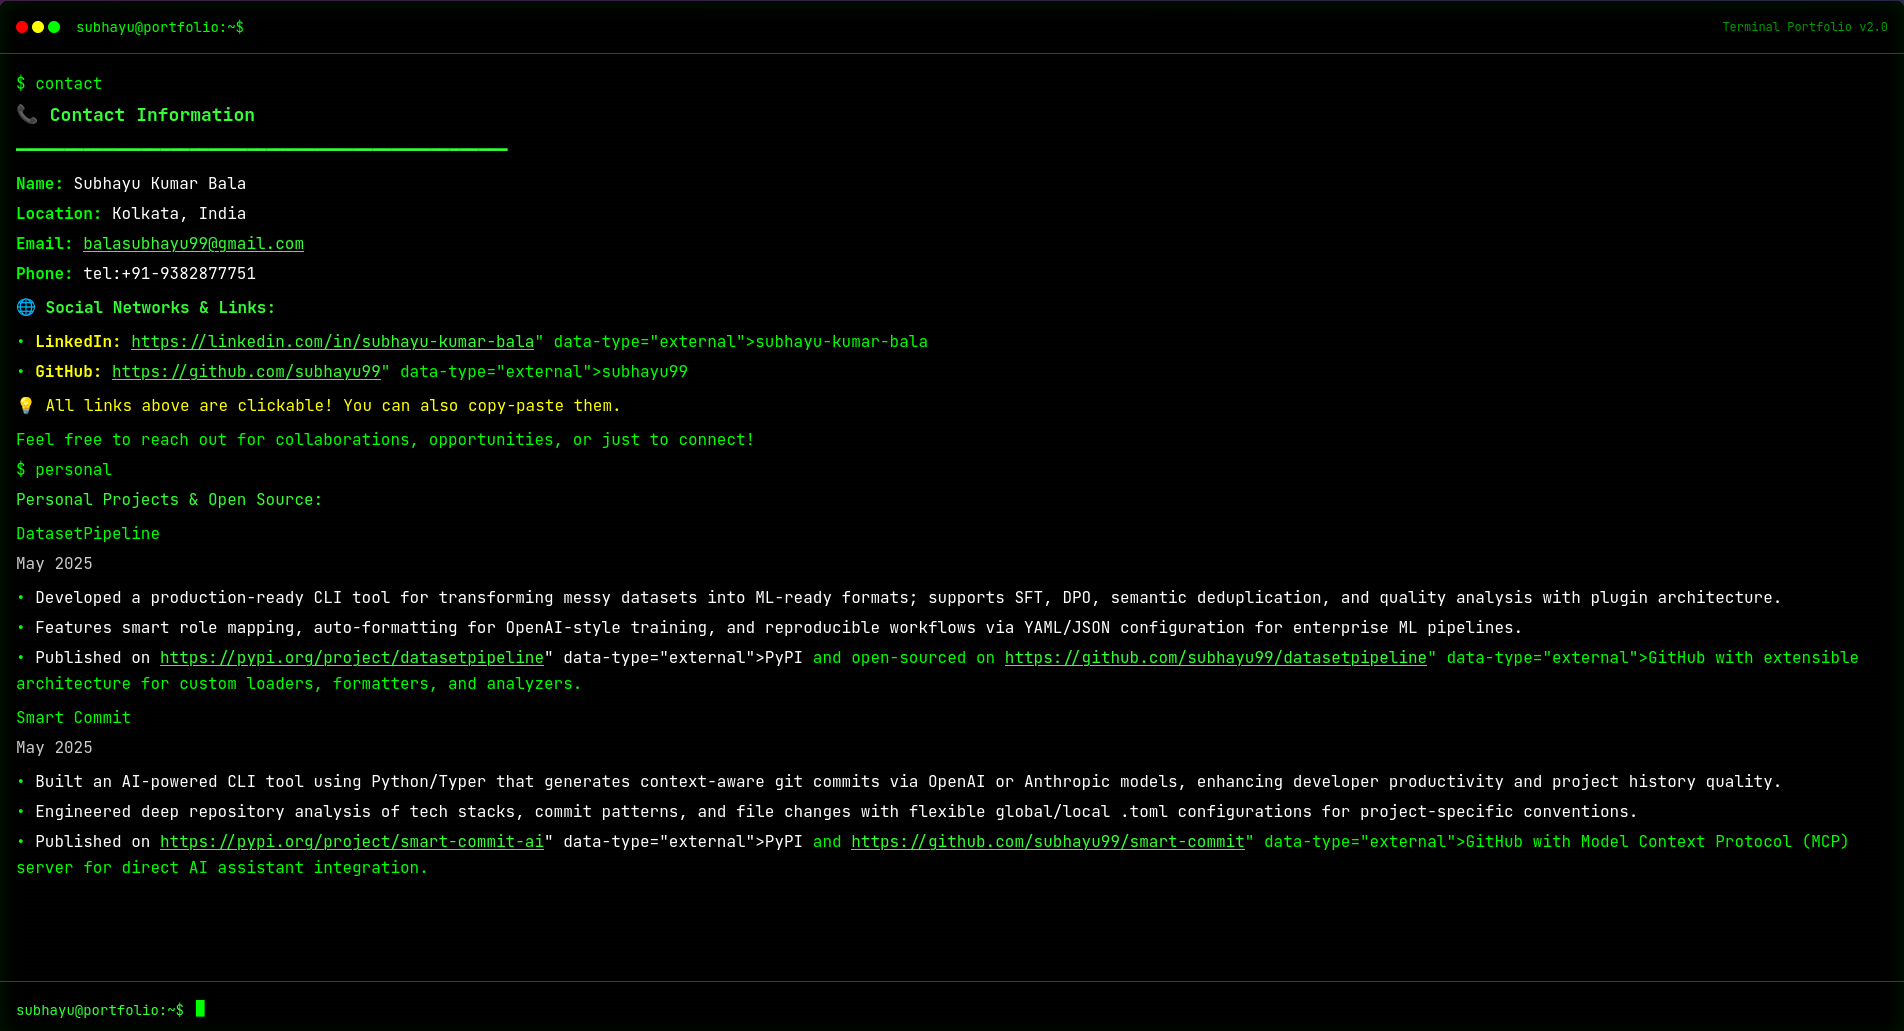 subhayu@portfolio:~$
Terminal Portfolio v2.0
$ contact
📞 Contact Information
Name: Subhayu Kumar Bala
Location: Kolkata, India
Email: balasubhayu99@gmail.com
Phone: tel:+91-9382877751
🌐 Social Networks & Links:
• LinkedIn: https://linkedin.com/in/subhayu-kumar-bala" data-type="external">subhayu-kumar-bala
• GitHub: https://github.com/subhayu99" data-type="external">subhayu99
💡 All links above are clickable! You can also copy-paste them.
Feel free to reach out for collaborations, opportunities, or just to connect!
$ personal
Personal Projects & Open Source:
DatasetPipeline
May 2025
• Developed a production-ready CLI tool for transforming messy datasets into ML-ready formats; supports SFT, DPO, semantic deduplication, and quality analysis with plugin architecture.
• Features smart role mapping, auto-formatting for OpenAI-style training, and reproducible workflows via YAML/JSON configuration for enterprise ML pipelines.
• Published on https://pypi.org/project/datasetpipeline" data-type="external">PyPI and open-sourced on https://github.com/subhayu99/datasetpipeline" data-type="external">GitHub with extensible
architecture for custom loaders, formatters, and analyzers.
Smart Commit
May 2025
• Built an AI-powered CLI tool using Python/Typer that generates context-aware git commits via OpenAI or Anthropic models, enhancing developer productivity and project history quality.
• Engineered deep repository analysis of tech stacks, commit patterns, and file changes with flexible global/local .toml configurations for project-specific conventions.
• Published on https://pypi.org/project/smart-commit-ai" data-type="external">PyPI and https://github.com/subhayu99/smart-commit" data-type="external">GitHub with Model Context Protocol (MCP)
server for direct AI assistant integration.
subhayu@portfolio:~$